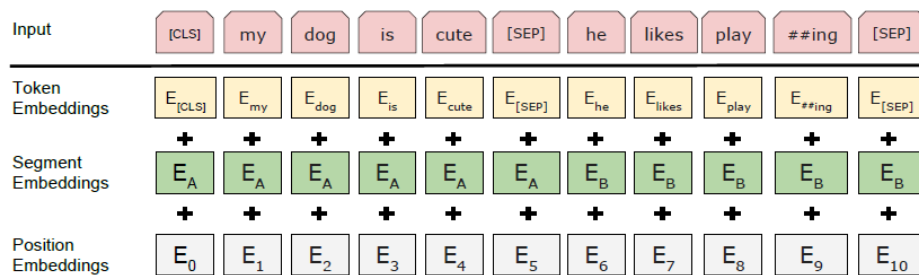 Input [CLS] my dog is cute [SEP] he likes play ##ing [SEP]
Token Embeddings E[CLS] Emy Edog Eis Ecute E[SEP] Ehe Elikes Eplay E##ing E[SEP]
+ + + + + + + + + + +
Segment Embeddings EA EA EA EA EA EA EB EB EB EB EB
+ + + + + + + + + + +
Position Embeddings E0 E1 E2 E3 E4 E5 E6 E7 E8 E9 E10